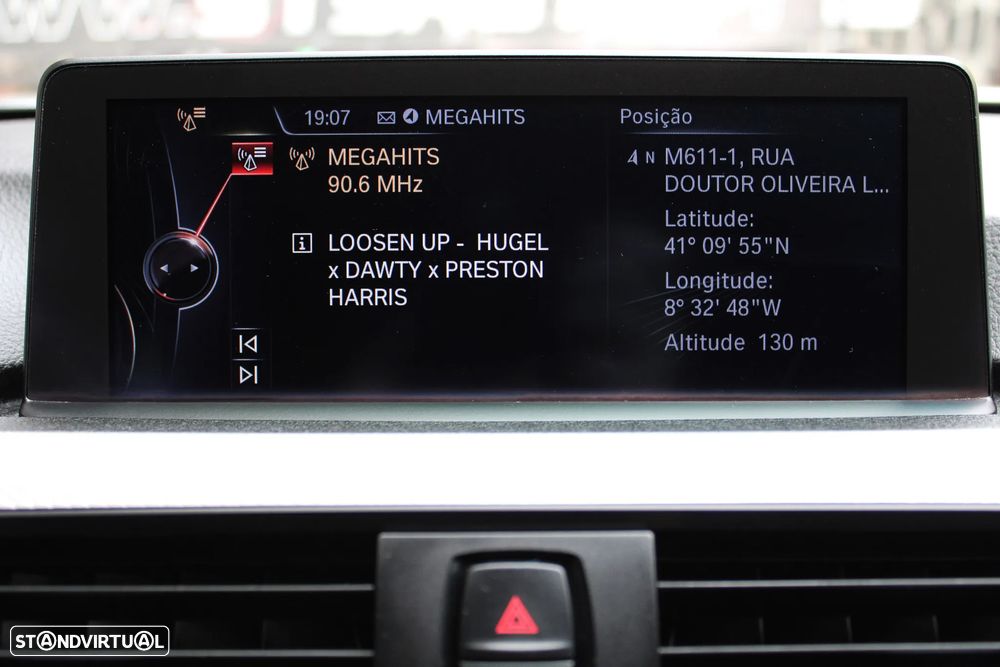 19:07 MEGAHITS
Posição
MEGAHITS
90.6 MHz
LOOSEN UP - HUGEL
x DAWTY x PRESTON
HARRIS
N M611-1, RUA
DOUTOR OLIVEIRA L...
Latitude:
41° 09' 55"N
Longitude:
8° 32' 48"W
Altitude 130 m
STANDVIRTUAL